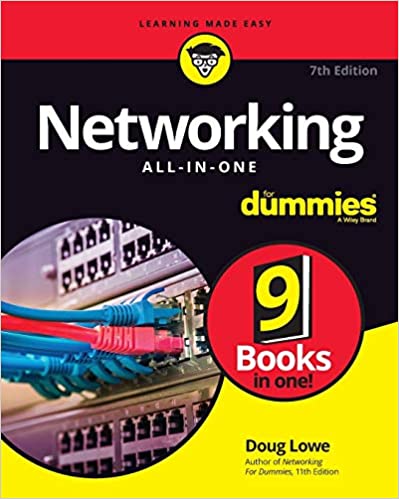 LEARNING MADE EASY
7th Edition
Networking
ALL-IN-ONE
for
dummies®
A Wiley Brand
9
Books
in one!
Doug Lowe
Author of Networking
For Dummies, 11th Edition